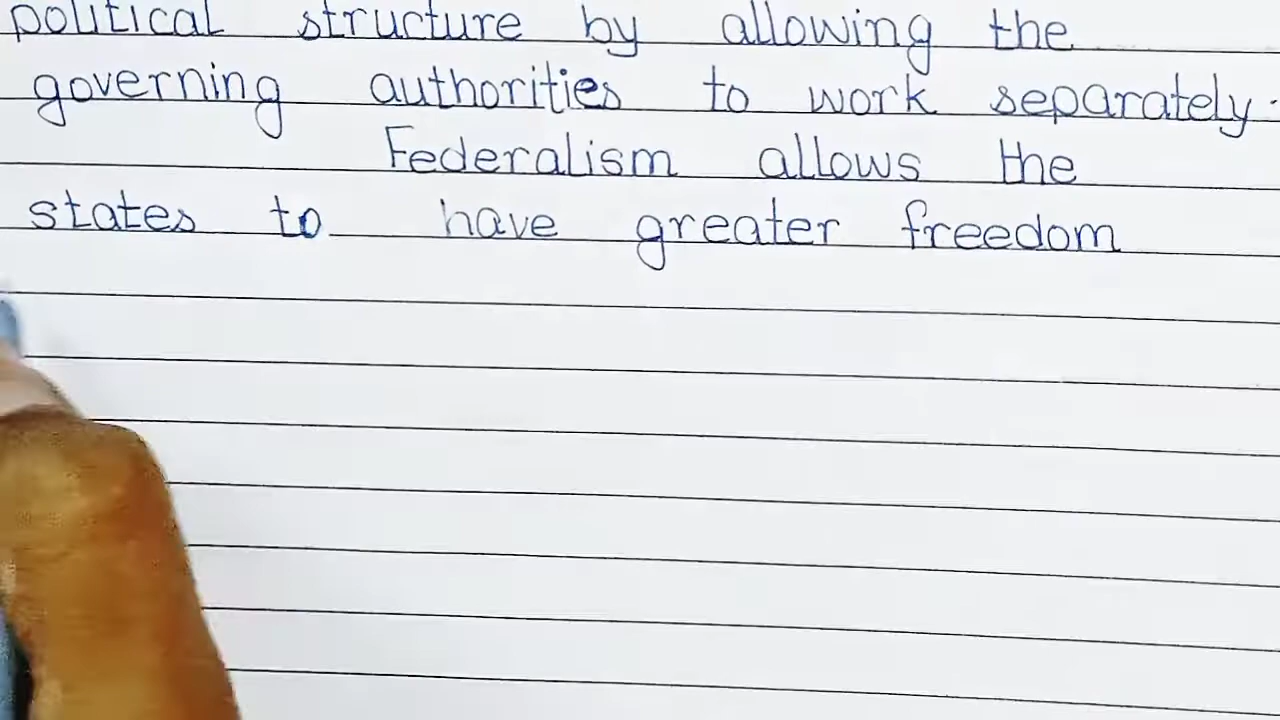 political structure by allowing the
governing authorities to work separately.
Federalism allows the
states to have greater freedom